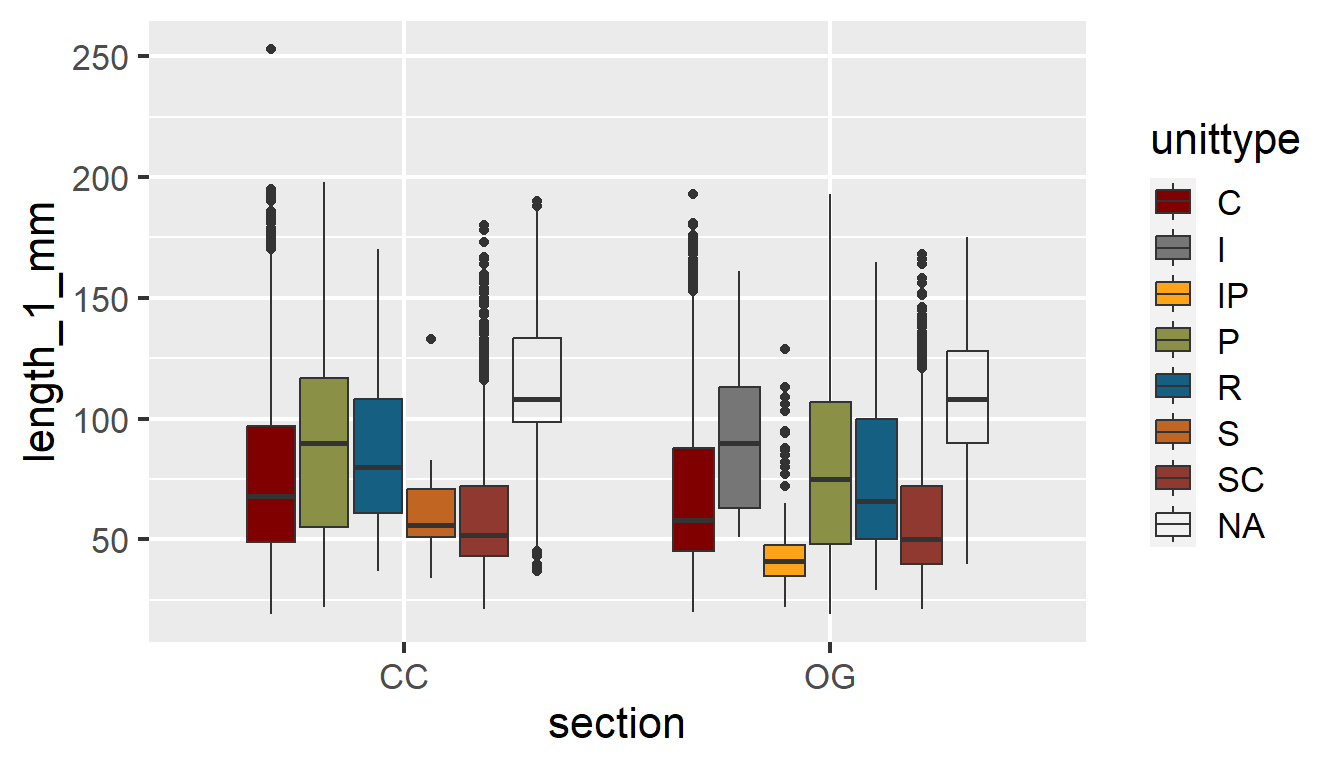 length_1_mm
250
200
150
100
50
CC
OG
section
unittype
C
I
IP
P
R
S
SC
NA